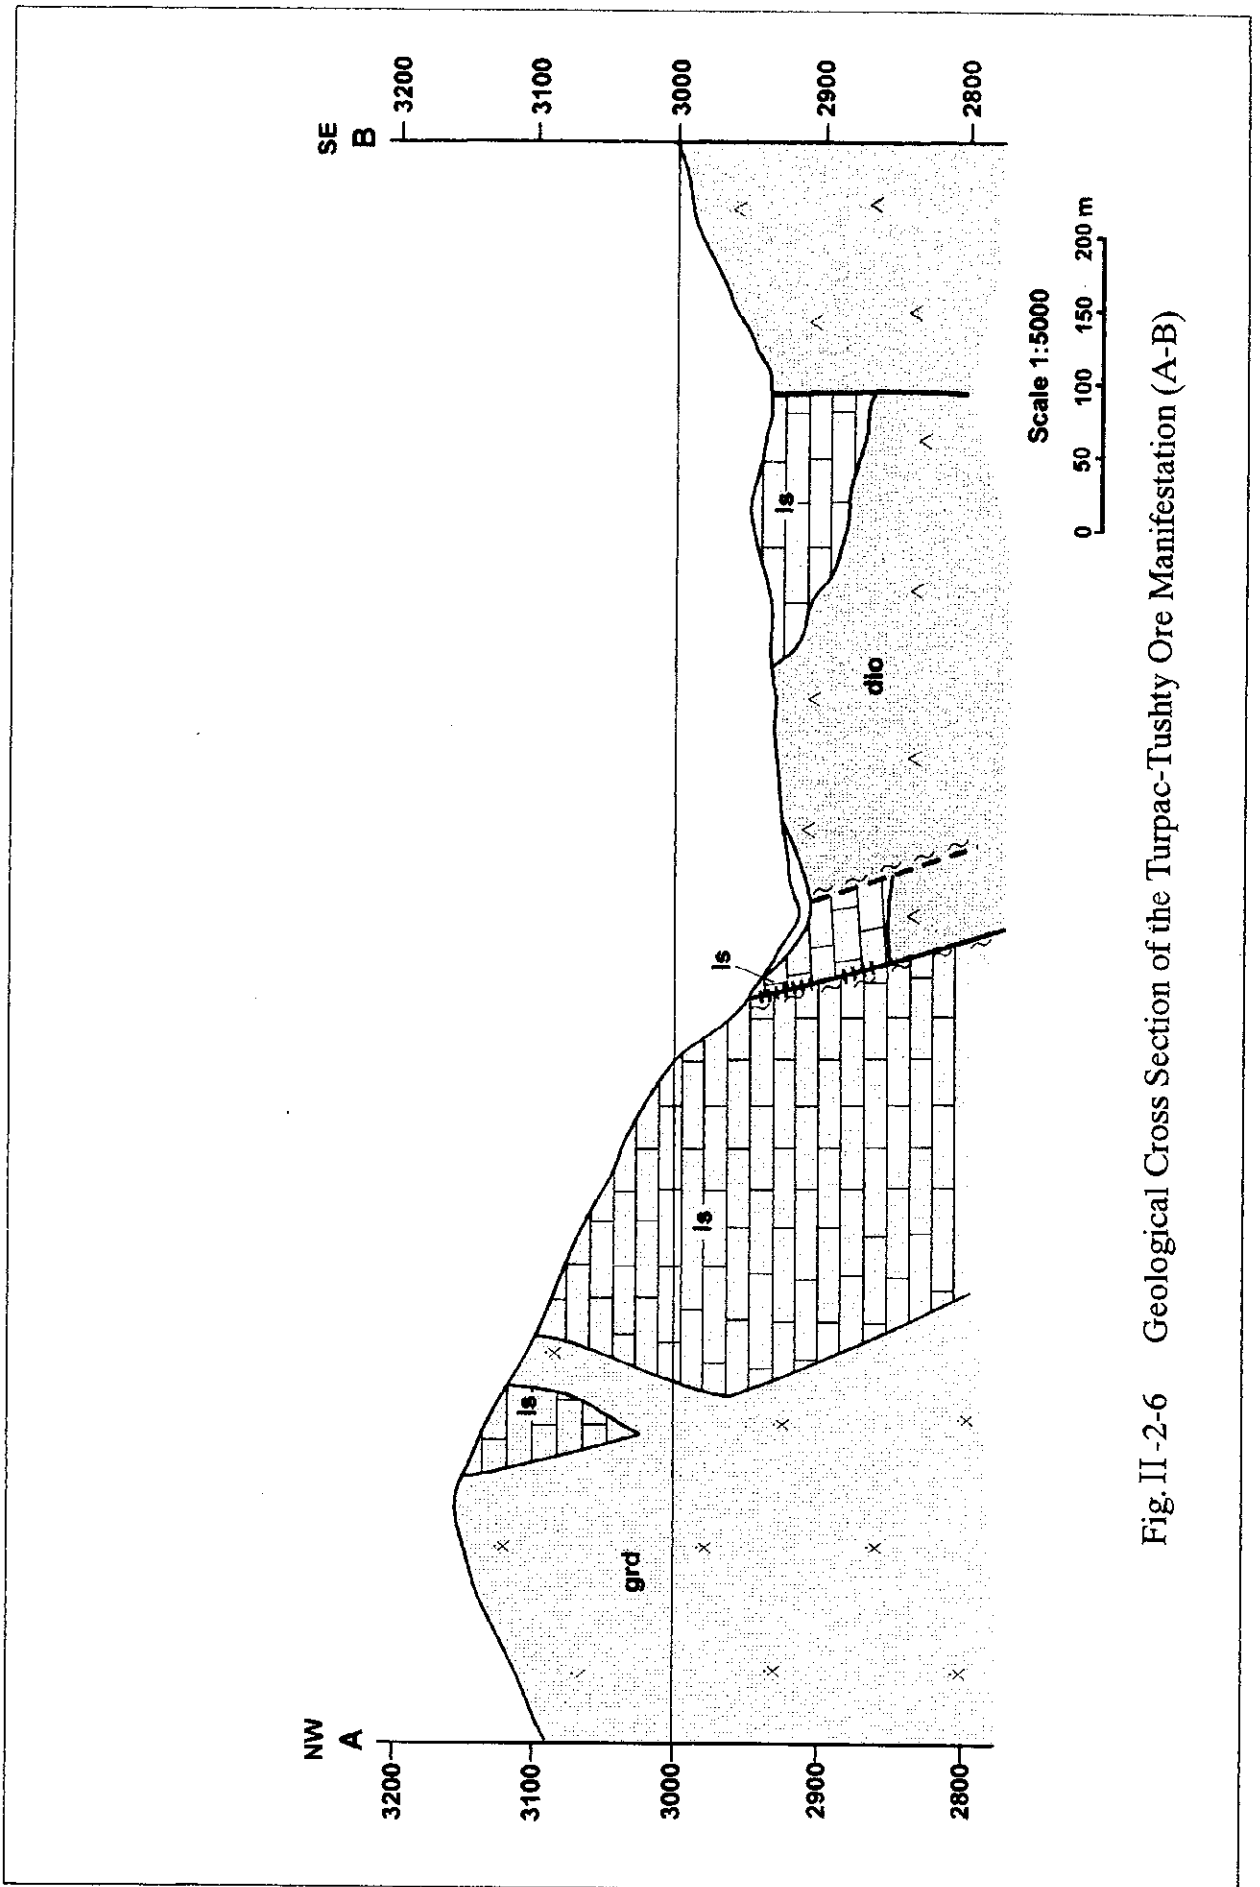 NW
A
SE
B
3200
3100
3000
2900
2800
3200
3100
3000
2900
2800
grd
ls
ls
ls
dio
ls
Scale 1:5000
0 50 100 150 200 m
Fig. II-2-6 Geological Cross Section of the Turpac-Tushty Ore Manifestation (A-B)